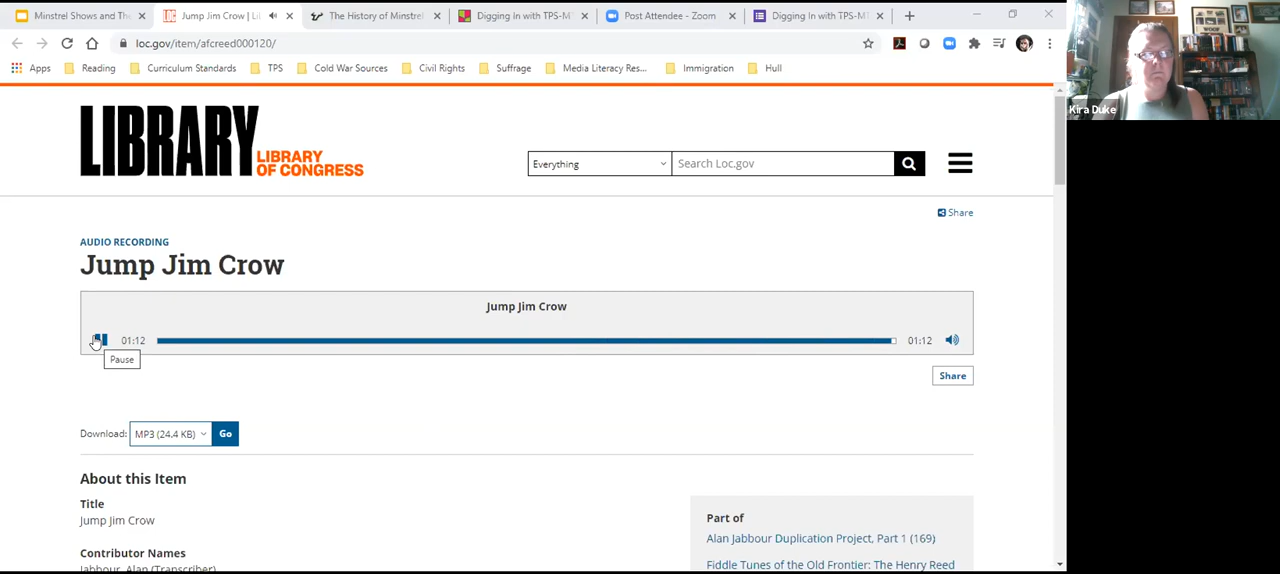 Minstrel Shows and The
Jump Jim Crow | Li
The History of Minstrel
Digging In with TPS-MT
Post Attendee - Zoom
Digging In with TPS-MT
loc.gov/item/afcreed000120/
Apps
Reading
Curriculum Standards
TPS
Cold War Sources
Civil Rights
Suffrage
Media Literacy Res...
Immigration
Hull
Kira Duke
LIBRARY
LIBRARY
OF CONGRESS
Everything
Search Loc.gov
Share
AUDIO RECORDING
Jump Jim Crow
Jump Jim Crow
01:12
01:12
Pause
Share
Download:
MP3 (24.4 KB)
Go
About this Item
Title
Jump Jim Crow
Contributor Names
Jabbour, Alan (Transcriber)
Part of
Alan Jabbour Duplication Project, Part 1 (169)
Fiddle Tunes of the Old Frontier: The Henry Reed